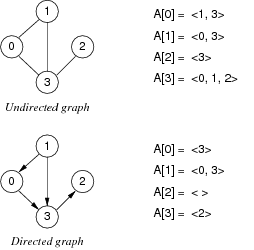 1
0
2
3
A[0] = <1, 3>
A[1] = <0, 3>
A[2] = <3>
A[3] = <0, 1, 2>
Undirected graph
1
0
2
3
A[0] = <3>
A[1] = <0, 3>
A[2] = < >
A[3] = <2>
Directed graph